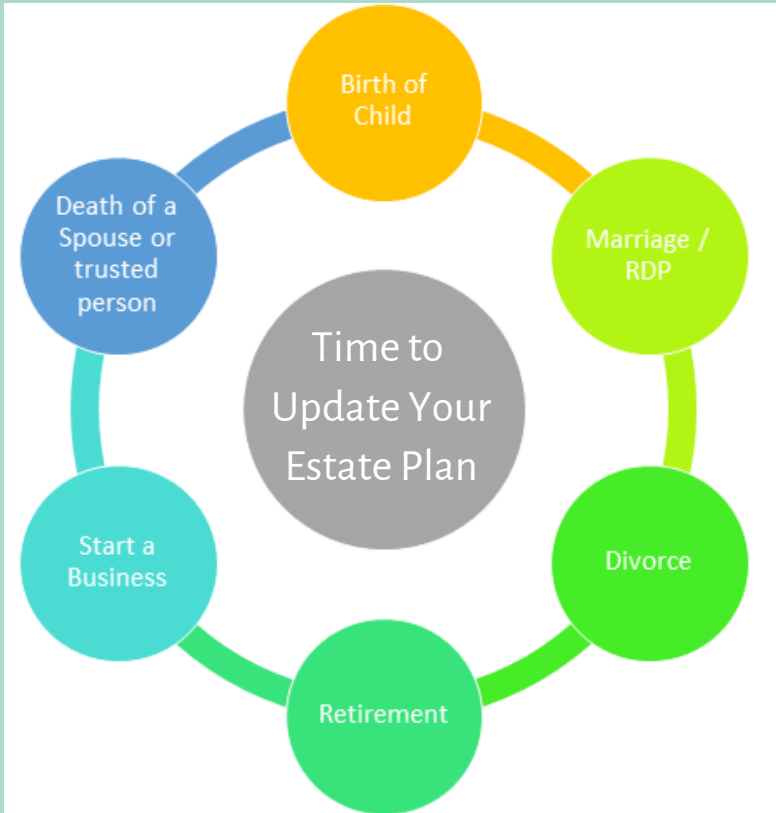 Birth of
Child
Marriage /
RDP
Divorce
Retirement
Start a
Business
Death of a
Spouse or
trusted
person
Time to
Update Your
Estate Plan